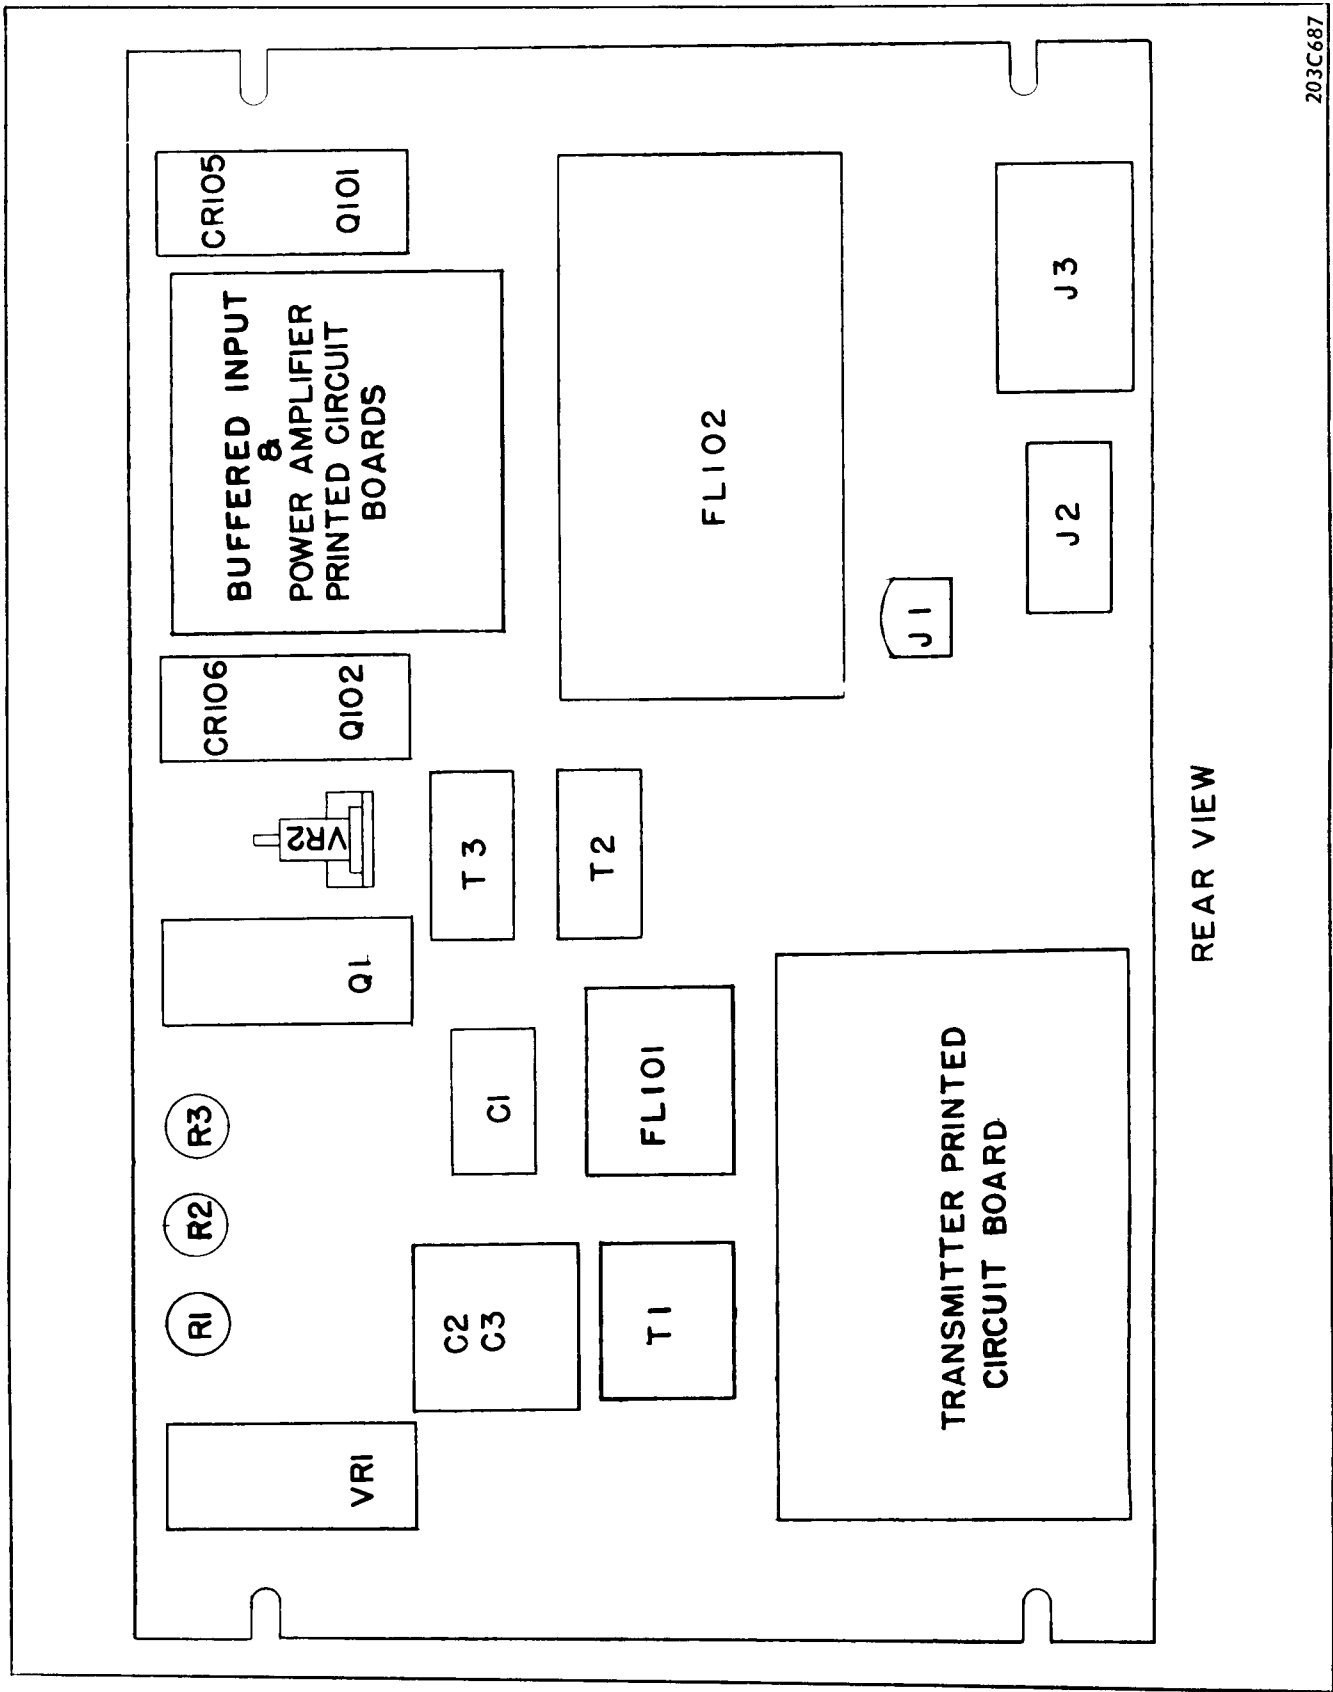 VR1
R1
R2
R3
Q1
VR2
CR106
Q102
BUFFERED INPUT
&
POWER AMPLIFIER
PRINTED CIRCUIT
BOARDS
CR105
Q101
C2
C3
C1
T3
T1
FL101
T2
FL102
TRANSMITTER PRINTED
CIRCUIT BOARD
J1
J2
J3
REAR VIEW
203C687